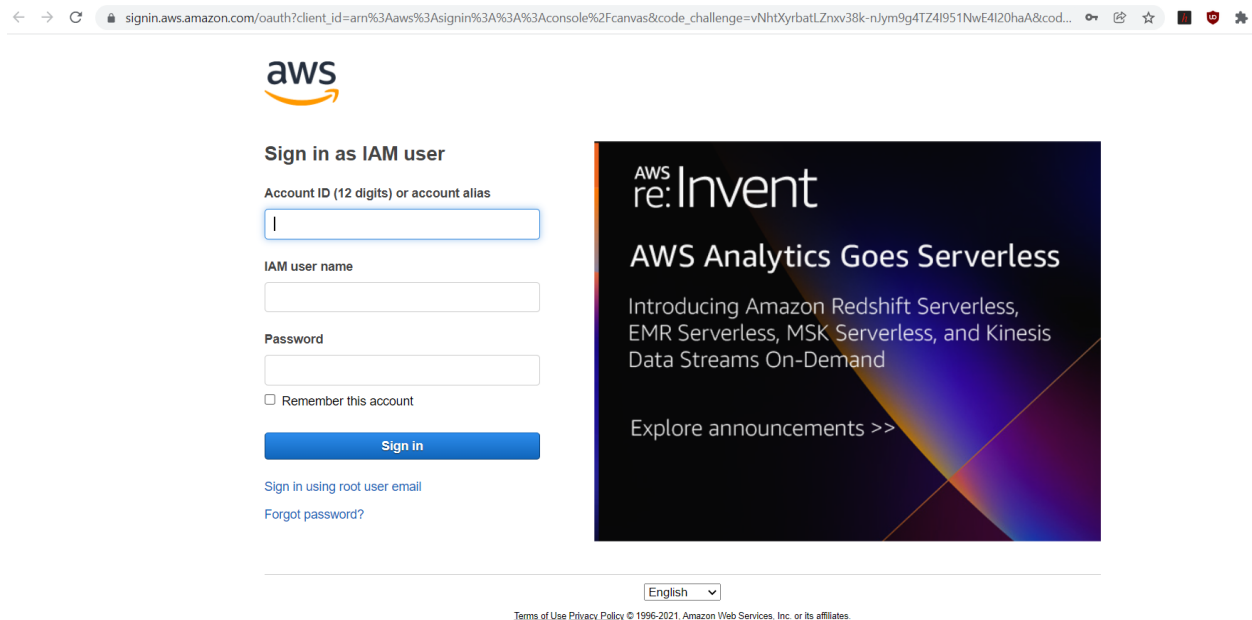 signin.aws.amazon.com/oauth?client_id=arn%3Aaws%3Asignin%3A%3A%3Aconsole%2Fcanvas&code_challenge=vNhtXyrbatLZnxv38k-nJym9g4TZ4I951NwE4I20haA&cod...
aws
Sign in as IAM user
Account ID (12 digits) or account alias
IAM user name
Password
Remember this account
Sign in
Sign in using root user email
Forgot password?
AWS
re:Invent
AWS Analytics Goes Serverless
Introducing Amazon Redshift Serverless,
EMR Serverless, MSK Serverless, and Kinesis
Data Streams On-Demand
Explore announcements >>
English
Terms of Use Privacy Policy © 1996-2021, Amazon Web Services, Inc. or its affiliates.